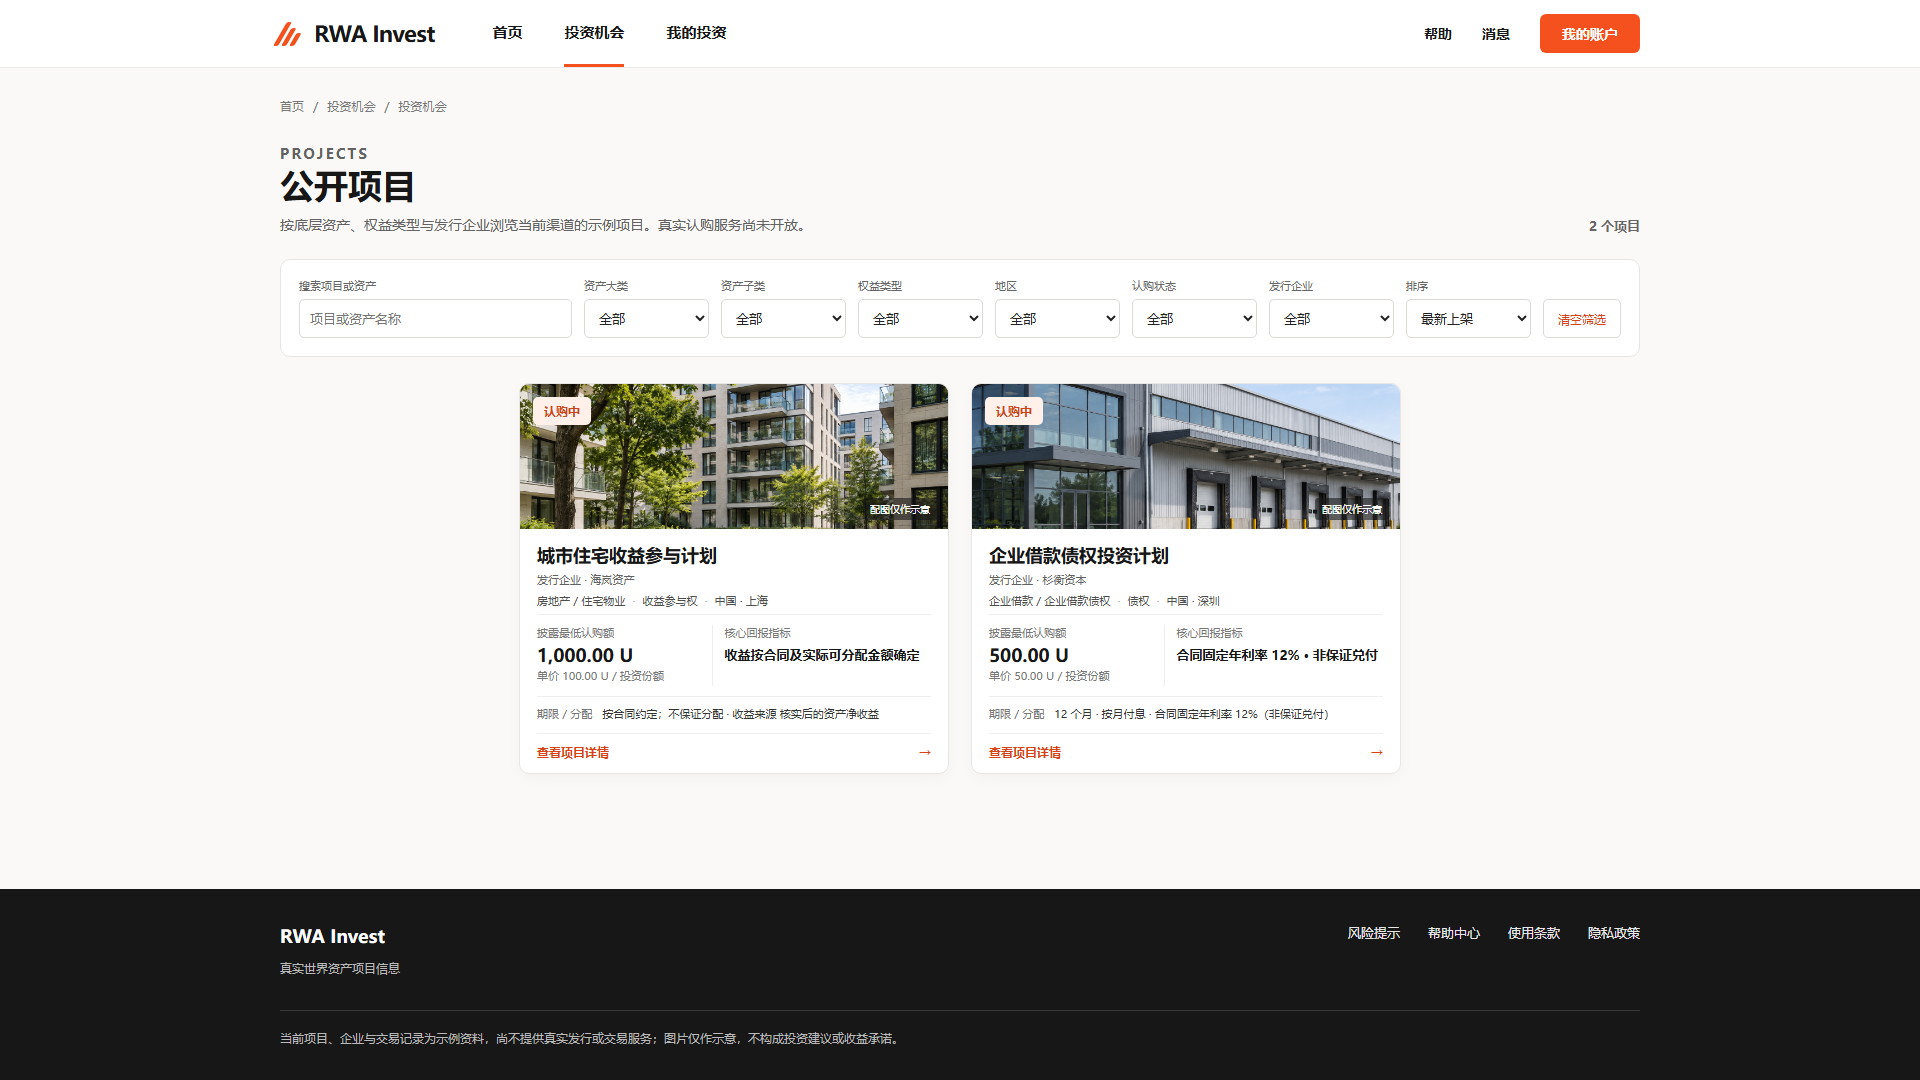 RWA Invest 首页 投资机会 我的投资 帮助 消息 我的账户
首页 / 投资机会 / 投资机会
PROJECTS
公开项目
按底层资产、权益类型与发行企业浏览当前渠道的示例项目。真实认购服务尚未开放。 2 个项目
搜索项目或资产 资产大类 资产子类 权益类型 地区 认购状态 发行企业 排序
项目或资产名称 全部 全部 全部 全部 全部 全部 最新上架 清空筛选
认购中
配图仅作示意
城市住宅收益参与计划
发行企业 · 海岚资产
房地产 / 住宅物业 · 收益参与权 · 中国 · 上海
披露最低认购额
1,000.00 U
单价 100.00 U / 投资份额
核心回报指标
收益按合同及实际可分配金额确定
期限 / 分配 按合同约定；不保证分配 · 收益来源 核实后的资产净收益
查看项目详情 →
认购中
配图仅作示意
企业借款债权投资计划
发行企业 · 杉衡资本
企业借款 / 企业借款债权 · 债权 · 中国 · 深圳
披露最低认购额
500.00 U
单价 50.00 U / 投资份额
核心回报指标
合同固定年利率 12% • 非保证兑付
期限 / 分配 12 个月 · 按月付息 · 合同固定年利率 12%（非保证兑付）
查看项目详情 →
RWA Invest
真实世界资产项目信息
风险提示 帮助中心 使用条款 隐私政策
当前项目、企业与交易记录为示例资料，尚不提供真实发行或交易服务；图片仅作示意，不构成投资建议或收益承诺。